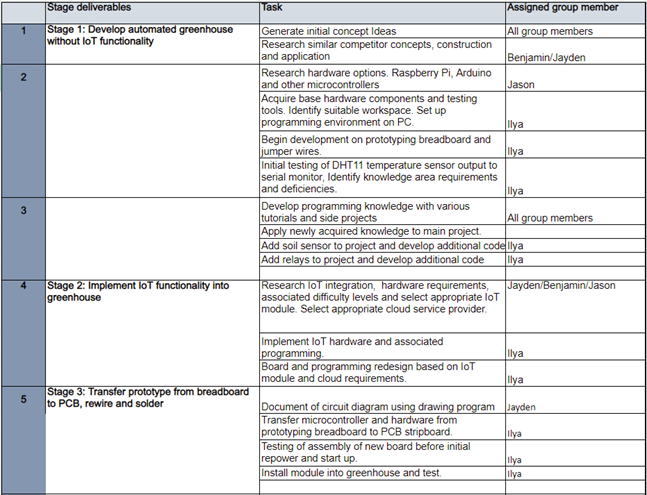 Stage deliverables Task Assigned group member
1 Stage 1: Develop automated greenhouse Generate initial concept Ideas All group members
without IoT functionality Research similar competitor concepts, construction
and application Benjamin/Jayden
2 Research hardware options. Raspberry Pi, Arduino
and other microcontrollers Jason
Acquire base hardware components and testing
tools. Identify suitable workspace. Set up
programming environment on PC. Ilya
Begin development on prototyping breadboard and
jumper wires. Ilya
Initial testing of DHT11 temperature sensor output to
serial monitor, Identify knowledge area requirements
and deficiencies. Ilya
3 Develop programming knowledge with various
tutorials and side projects All group members
Apply newly acquired knowledge to main project.
Add soil sensor to project and develop additional code Ilya
Add relays to project and develop additional code Ilya
4 Stage 2: Implement IoT functionality into Research IoT integration, hardware requirements, Jayden/Benjamin/Jason
greenhouse associated difficulty levels and select appropriate IoT
module. Select appropriate cloud service provider.
Implement IoT hardware and associated
programming. Ilya
Board and programming redesign based on IoT
module and cloud requirements. Ilya
5 Stage 3: Transfer prototype from breadboard
to PCB, rewire and solder Document of circuit diagram using drawing program Jayden
Transfer microcontroller and hardware from
prototyping breadboard to PCB stripboard. Ilya
Testing of assembly of new board before initial
repower and start up. Ilya
Install module into greenhouse and test. Ilya